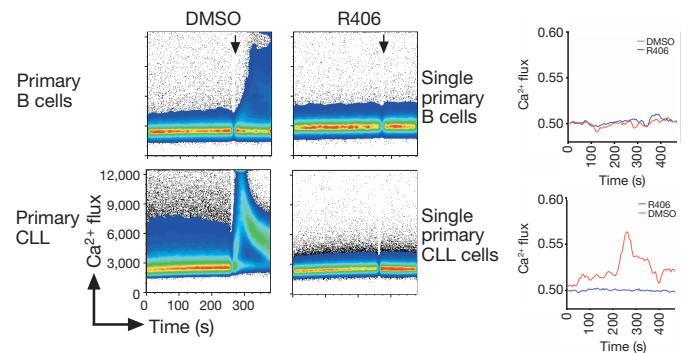 DMSO
R406
Primary
B cells
Single
primary
B cells
Ca²⁺ flux
0.60
0.55
0.50
DMSO
R406
0 100 200 300 400
Time (s)
Primary
CLL
Ca²⁺ flux
12,000
9,000
6,000
3,000
0
0 100 200 300
Time (s)
Single
primary
CLL cells
Ca²⁺ flux
0.60
0.55
0.50
R406
DMSO
0
100
200
300
400
Time (s)